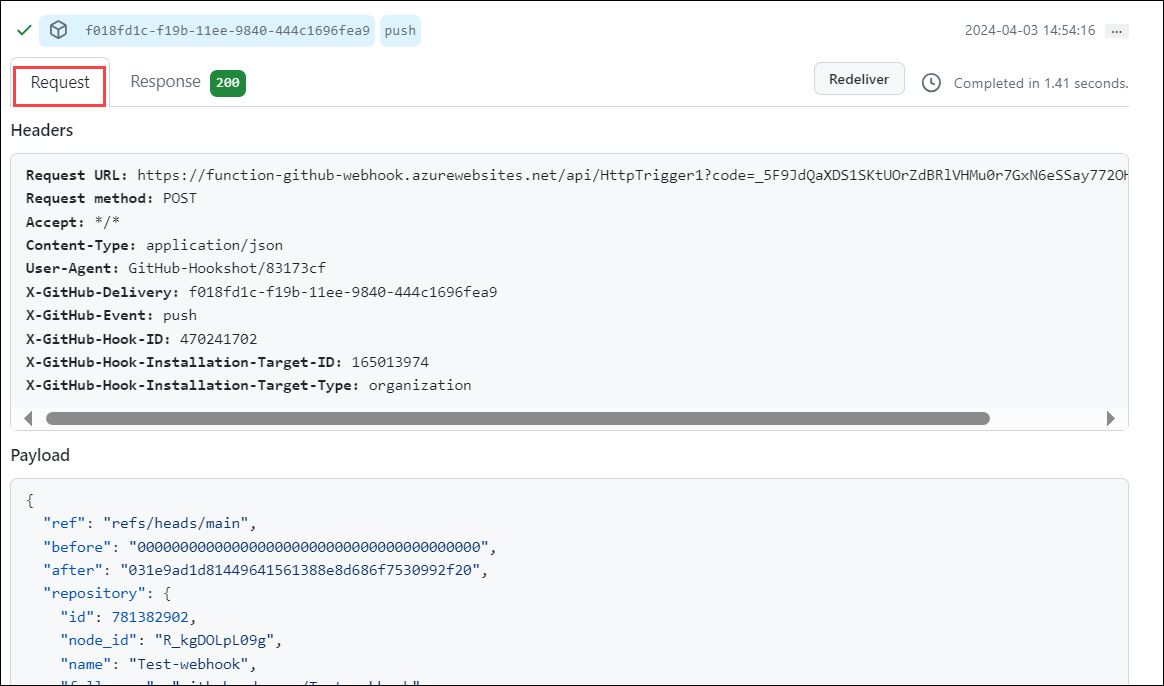 f018fd1c-f19b-11ee-9840-444c1696fea9 push 2024-04-03 14:54:16 ...
Request Response 200 Redeliver Completed in 1.41 seconds.
Headers
Request URL: https://function-github-webhook.azurewebsites.net/api/HttpTrigger1?code=_5F9JdQaXDS1SKtUOrZdBRlVHMu0r7GxN6eSSay772OH
Request method: POST
Accept: */*
Content-Type: application/json
User-Agent: GitHub-Hookshot/83173cf
X-GitHub-Delivery: f018fd1c-f19b-11ee-9840-444c1696fea9
X-GitHub-Event: push
X-GitHub-Hook-ID: 470241702
X-GitHub-Hook-Installation-Target-ID: 165013974
X-GitHub-Hook-Installation-Target-Type: organization
Payload
{
"ref": "refs/heads/main",
"before": "0000000000000000000000000000000000000000",
"after": "031e9ad1d81449641561388e8d686f7530992f20",
"repository": {
"id": 781382902,
"node_id": "R_kgDOLpL09g",
"name": "Test-webhook",